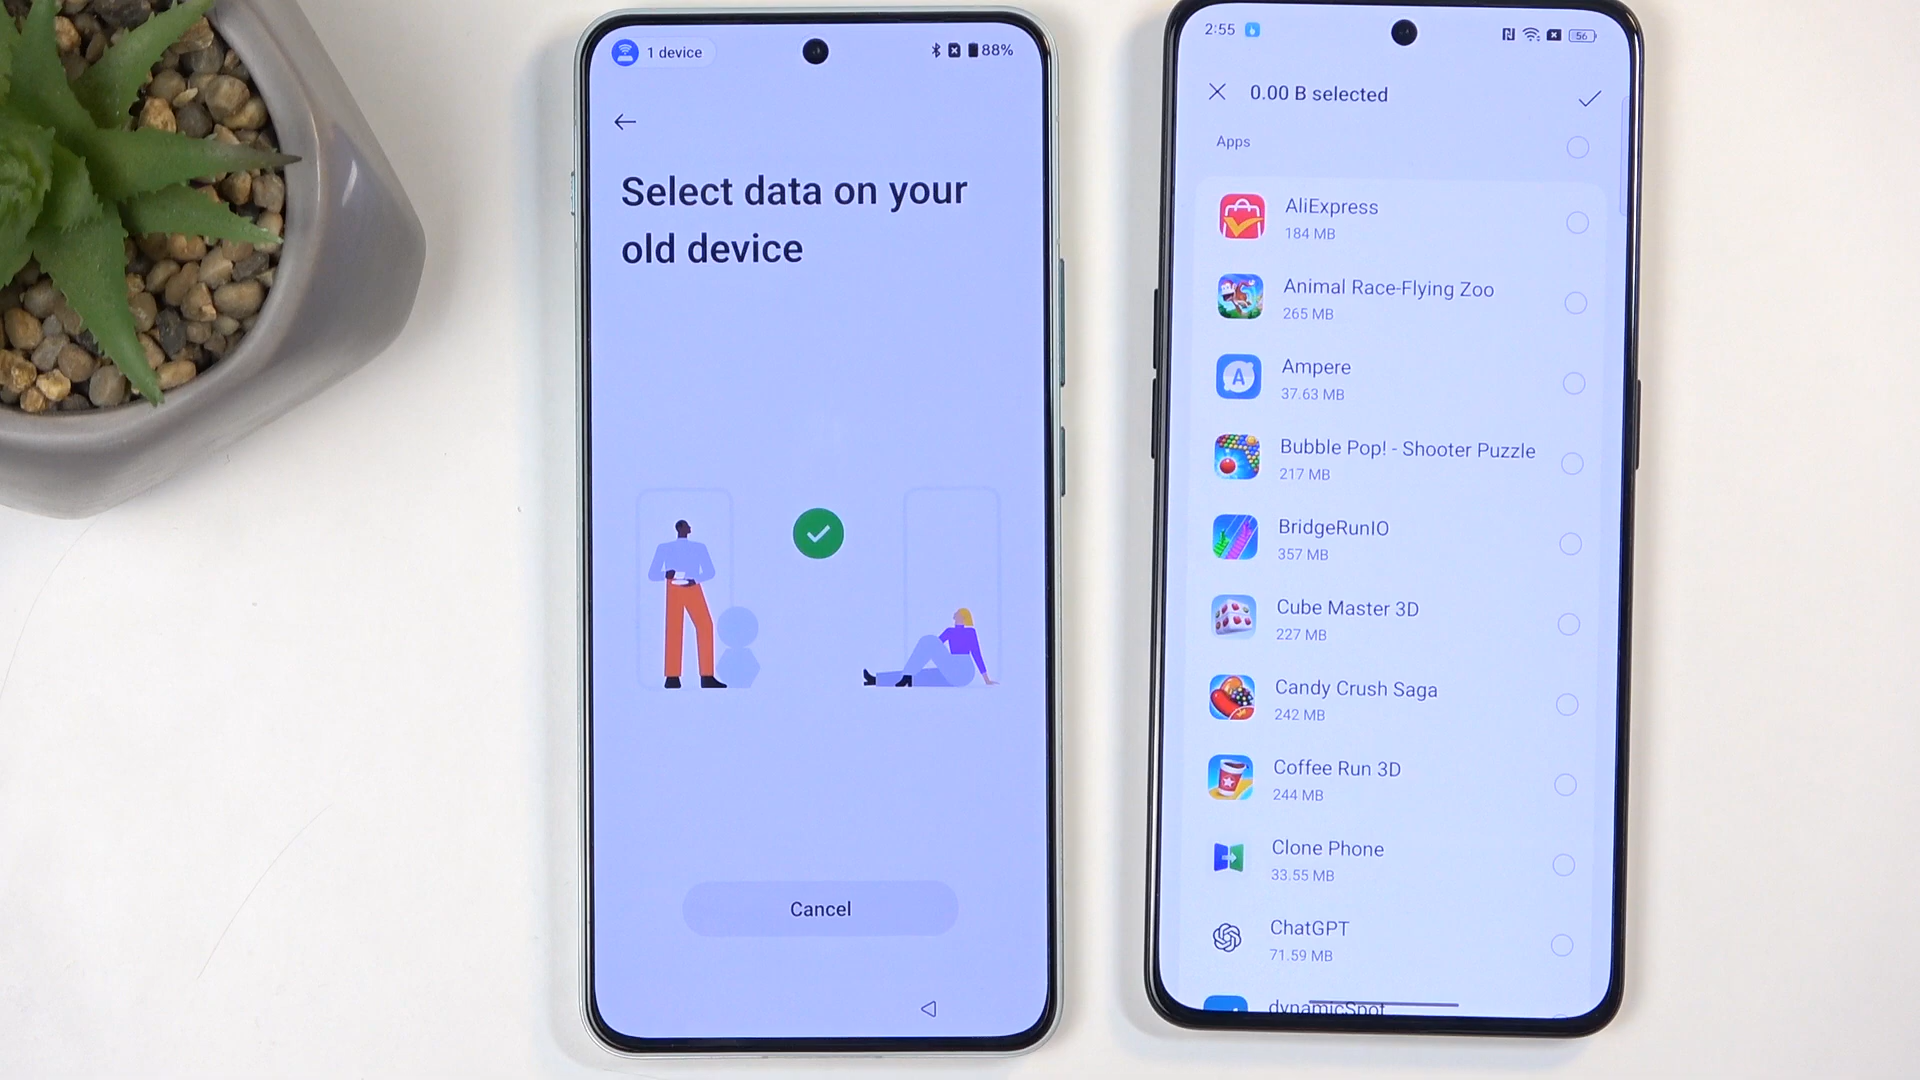 1 device
88%
Select data on your
old device
Cancel
2:55
56
0.00 B selected
Apps
AliExpress
184 MB
Animal Race-Flying Zoo
265 MB
A
Ampere
37.63 MB
Bubble Pop! - Shooter Puzzle
217 MB
BridgeRunIO
357 MB
Cube Master 3D
227 MB
Candy Crush Saga
242 MB
Coffee Run 3D
244 MB
Clone Phone
33.55 MB
ChatGPT
71.59 MB
dynamicSpot